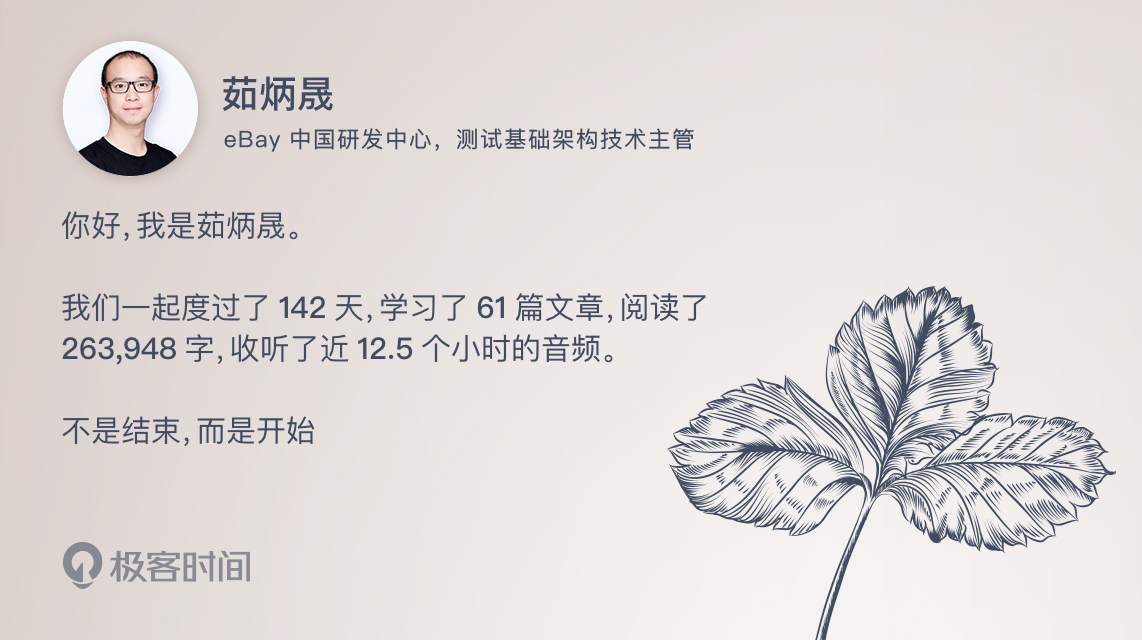 茹炳晟
eBay 中国研发中心，测试基础架构技术主管
你好，我是茹炳晟。
我们一起度过了 142 天，学习了 61 篇文章，阅读了
263,948 字，收听了近 12.5 个小时的音频。
不是结束，而是开始
极客时间